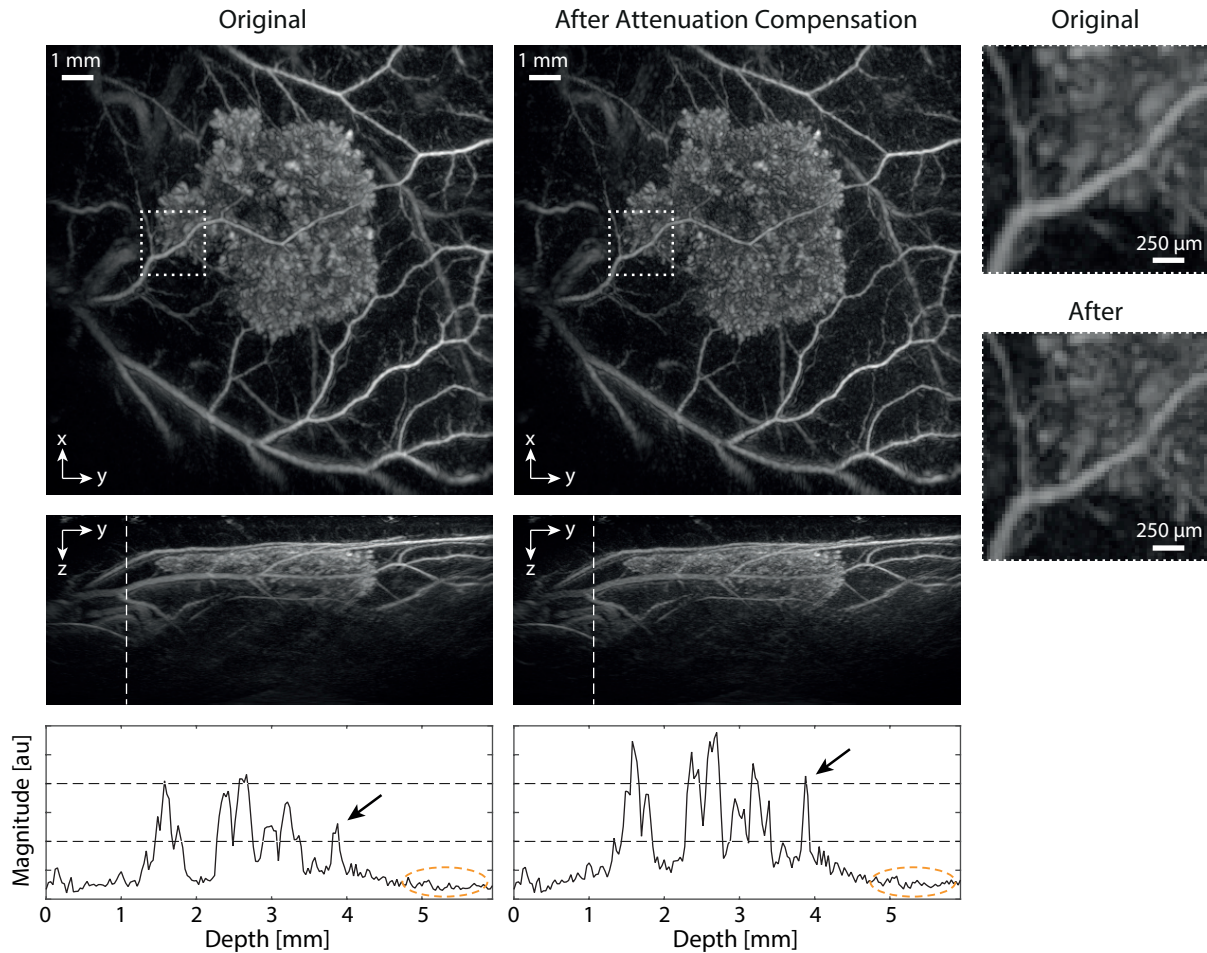 Original
After Attenuation Compensation
Original
1 mm
1 mm
250 µm
After
x
y
x
y
250 µm
y
z
y
z
Magnitude [au]
0 1 2 3 4 5
0 1 2 3 4 5
Depth [mm]
Depth [mm]